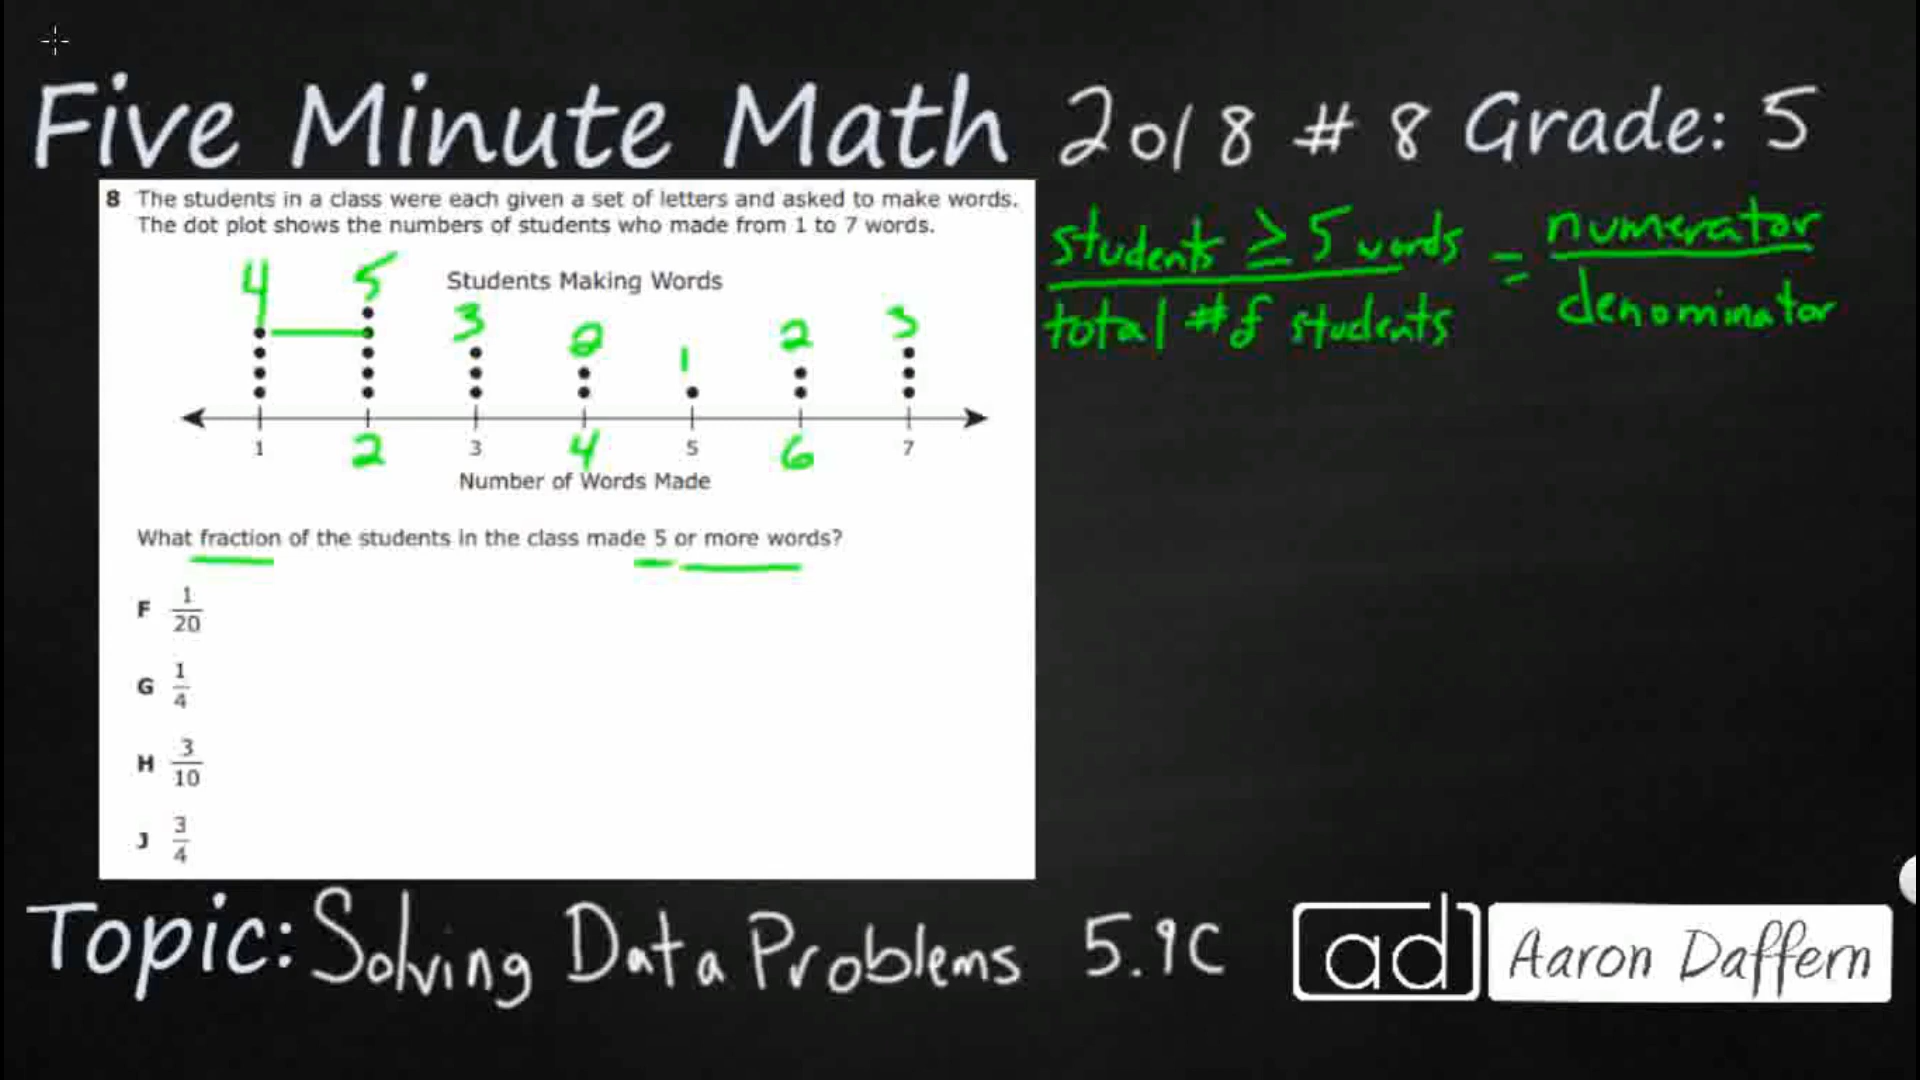 Five Minute Math 2018 # 8 Grade: 5
8 The students in a class were each given a set of letters and asked to make words.
The dot plot shows the numbers of students who made from 1 to 7 words.
students ≥ 5 words = numerator
total # of students denominator
4 5 3 2 1 2 3
Students Making Words
1 2 3 4 5 6 7
Number of Words Made
What fraction of the students in the class made 5 or more words?
F 1/20
G 1/4
H 3/10
J 3/4
Topic: Solving Data Problems 5.9C
ad Aaron Daffern